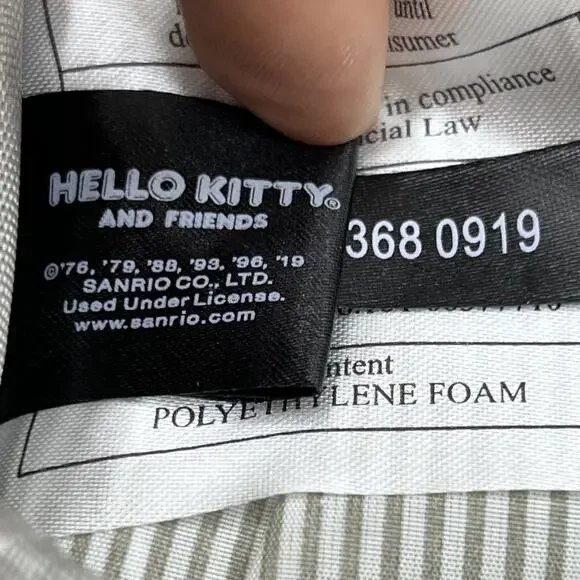 until
sumer
in compliance
cial Law
HELLO KITTY®
AND FRIENDS
©'76, '79, '88, '93, '96, '19
SANRIO CO., LTD.
Used Under License.
www.sanrio.com
368 0919
ntent
POLYETHYLENE FOAM